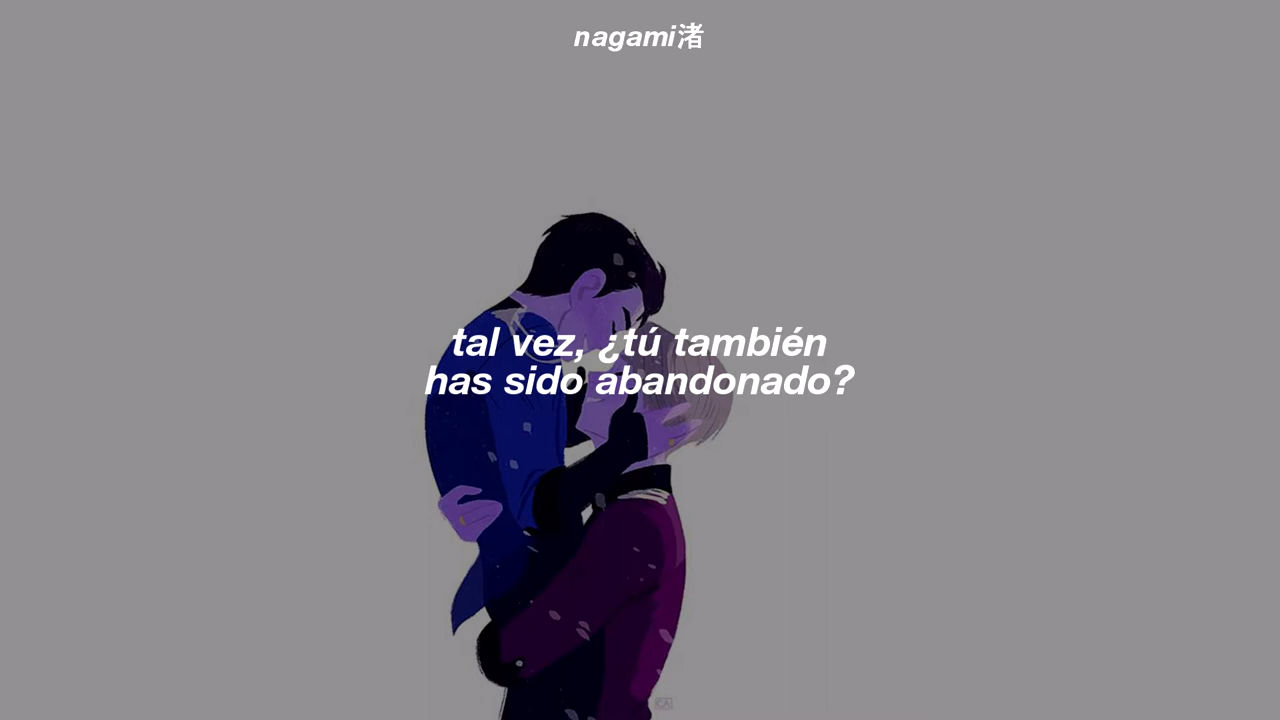 nagami渚
tal vez, ¿tú también
has sido abandonado?